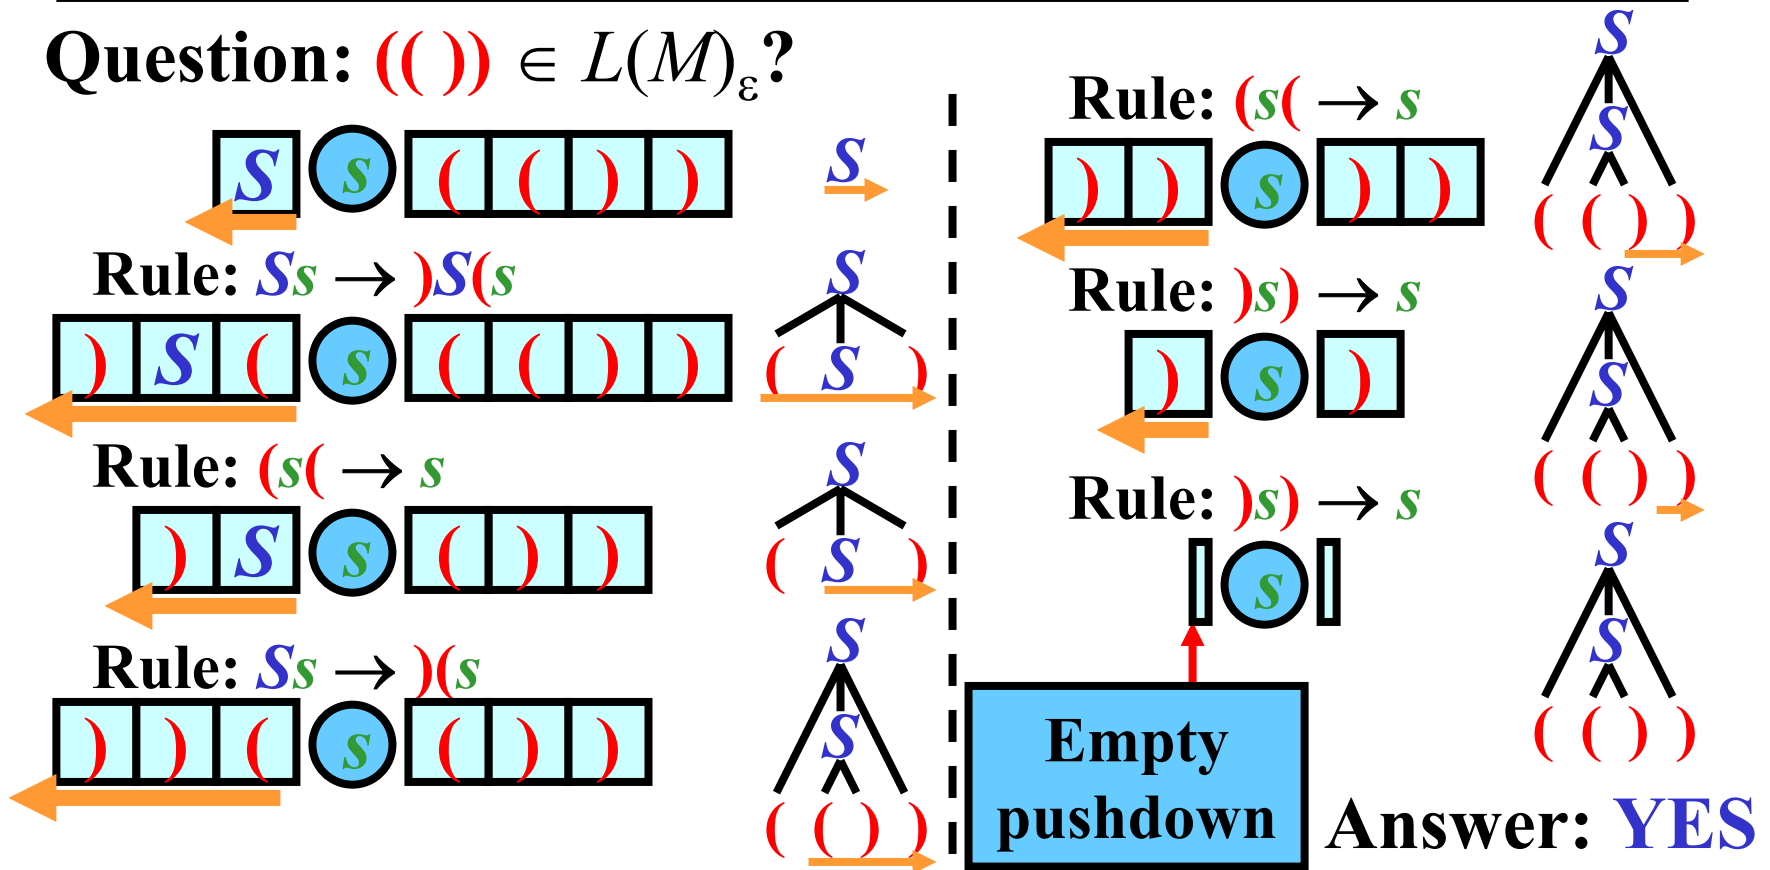 Question: (( )) ∈ L(M)ε?
S s ( ( ) ) S
Rule: Ss → )S(s
S
) S ( s ( ( ) )
( S )
Rule: (s( → s
S
) S s ( ) )
( S )
Rule: Ss → )(s
S
S
) ) ( s ( ) )
( ( ) )
Rule: (s( → s
S
S
) ) s ) )
( ( ) )
Rule: )s) → s
S
S
) s )
( ( ) )
Rule: )s) → s
S
S
s
( ( ) )
Empty
pushdown
Answer: YES